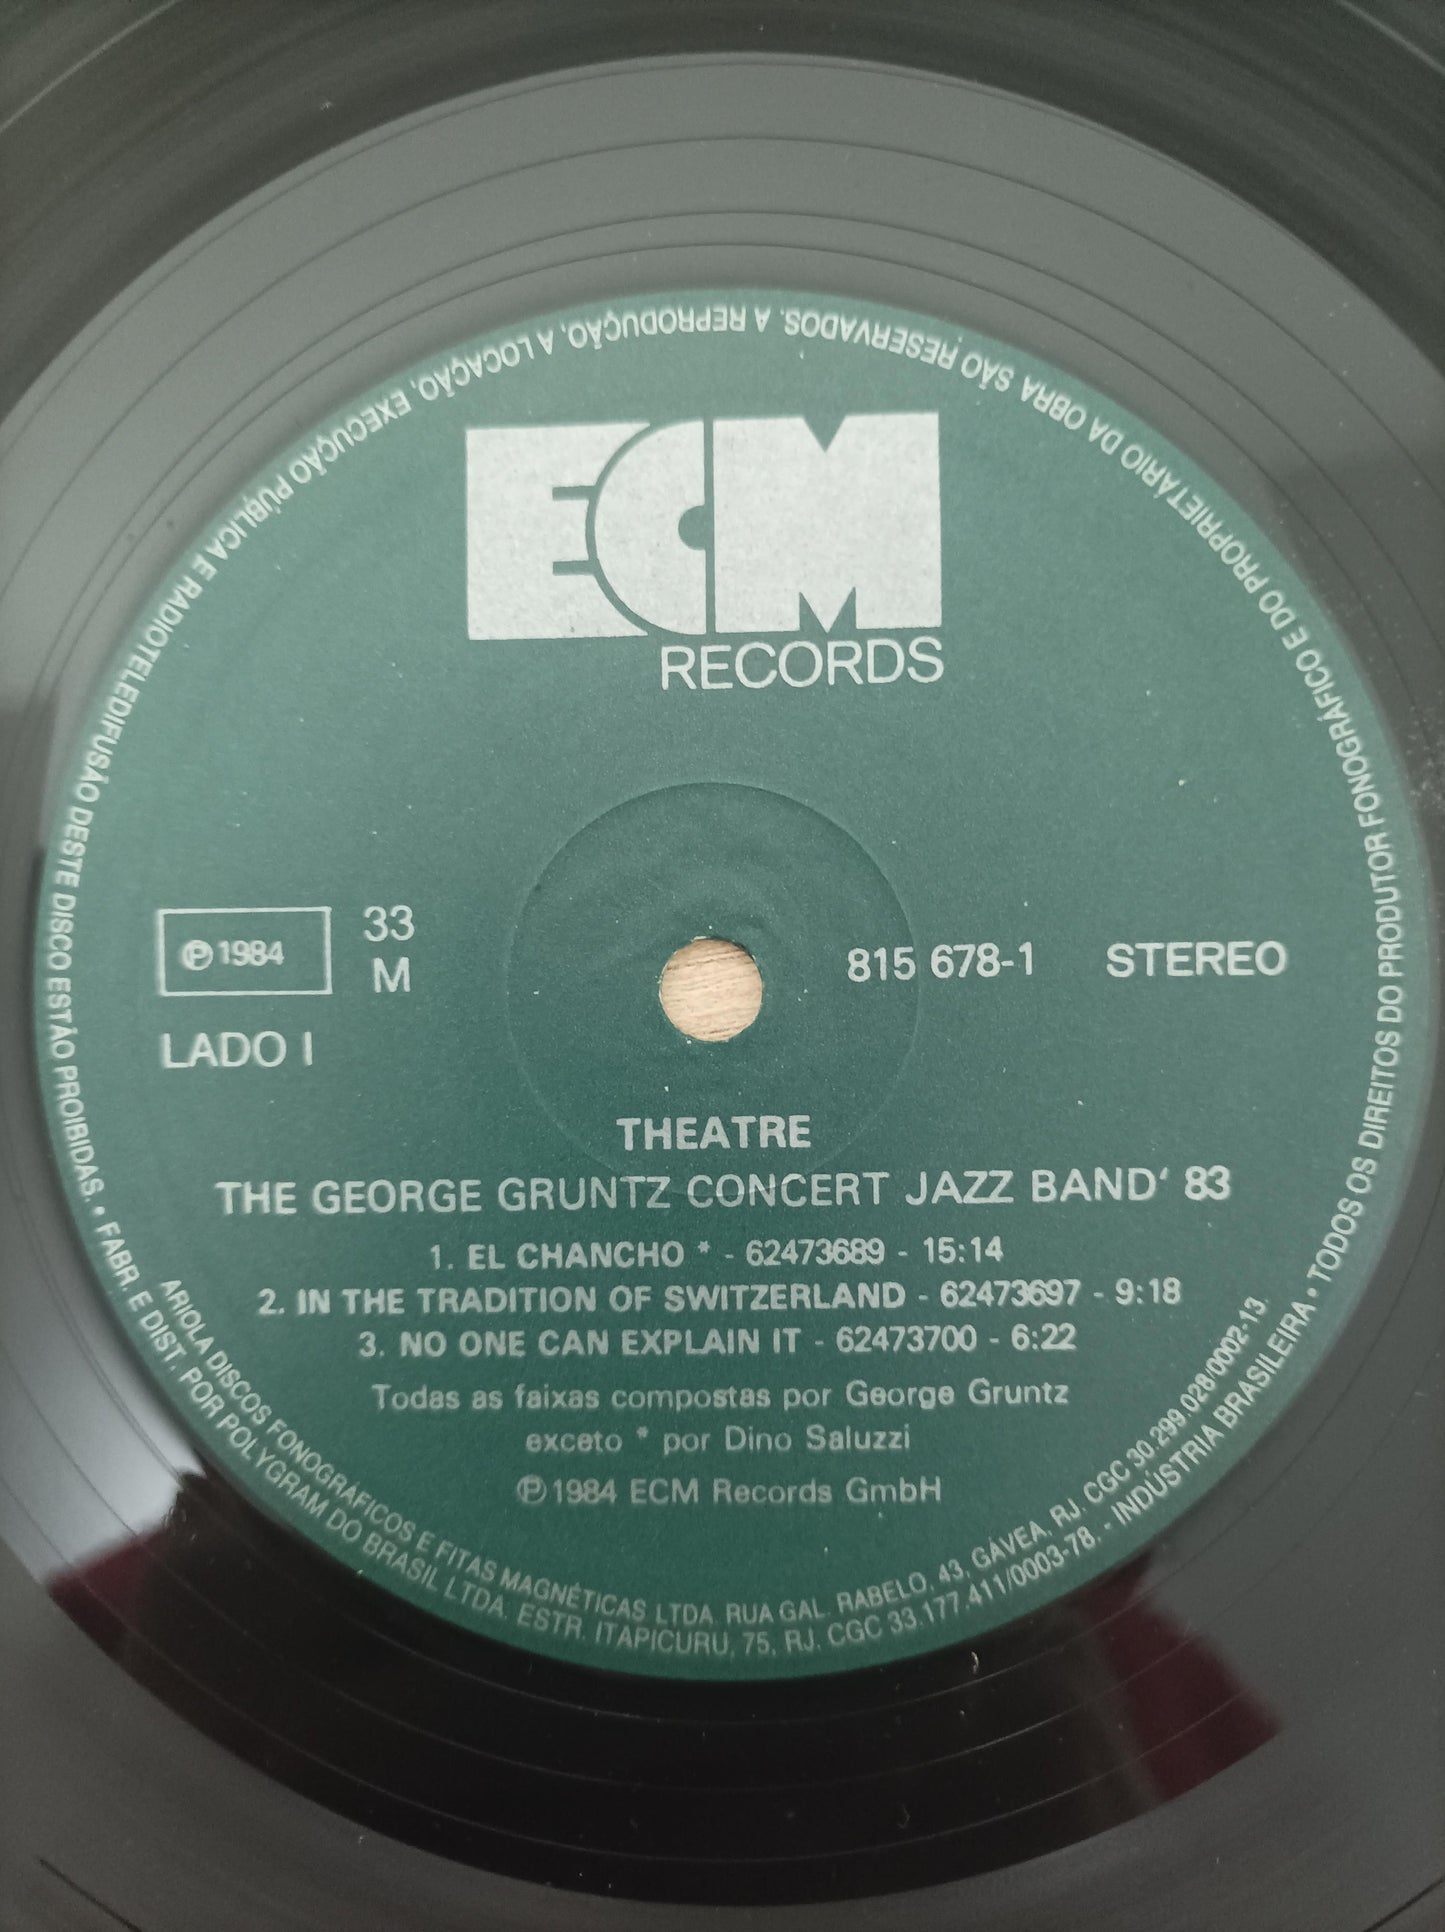 ECM
RECORDS
℗ 1984
33
M
LADO I
815 678-1
STEREO
THEATRE
THE GEORGE GRUNTZ CONCERT JAZZ BAND' 83
1. EL CHANCHO * - 62473689 - 15:14
2. IN THE TRADITION OF SWITZERLAND - 62473697 - 9:18
3. NO ONE CAN EXPLAIN IT - 62473700 - 6:22
Todas as faixas compostas por George Gruntz
exceto * por Dino Saluzzi
℗ 1984 ECM Records GmbH
ARIOLA DISCOS FONOGRÁFICOS E FITAS MAGNÉTICAS LTDA. RUA GAL. RABELO, 43, GÁVEA, RJ. CGC 30.299.028/0002-13.
• FABR. E DIST. POR POLYGRAM DO BRASIL LTDA. ESTR. ITAPICURU, 75, RJ. CGC 33.177.411/0003-78. - INDÚSTRIA BRASILEIRA • TODOS OS DIREITOS DO PRODUTOR FONOGRÁFICO E DO PROPRIETÁRIO DA OBRA SÃO RESERVADOS. A REPRODUÇÃO, A LOCAÇÃO, EXECUÇÃO PÚBLICA E RADIOTELEDIFUSÃO DESTE DISCO ESTÃO PROIBIDAS.